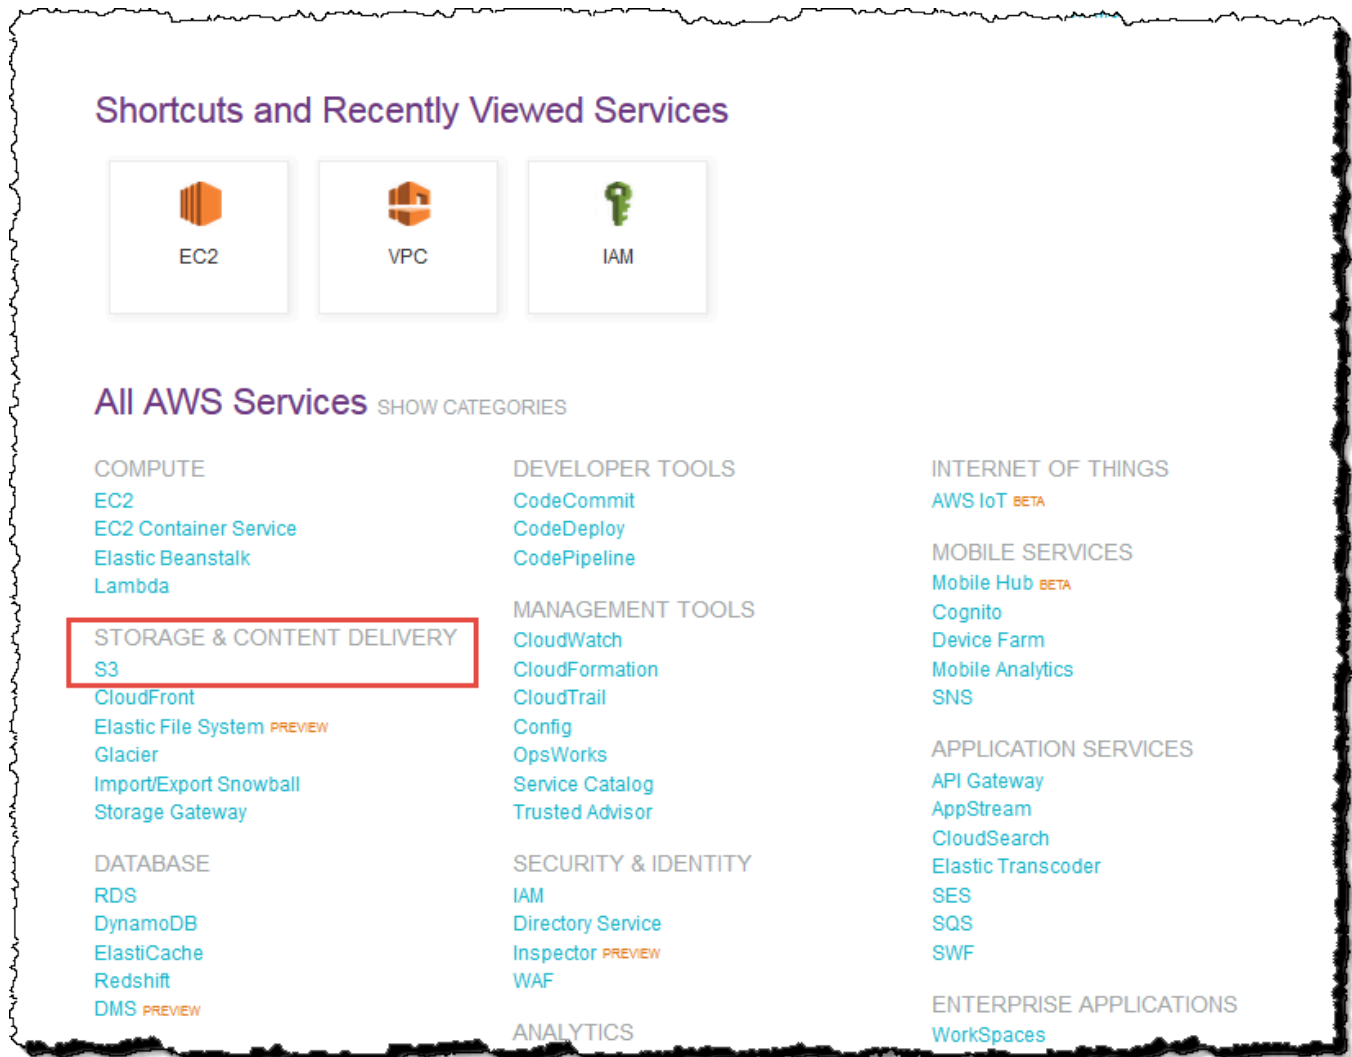 Shortcuts and Recently Viewed Services
EC2
VPC
IAM
All AWS Services SHOW CATEGORIES
COMPUTE
EC2
EC2 Container Service
Elastic Beanstalk
Lambda
STORAGE & CONTENT DELIVERY
S3
CloudFront
Elastic File System PREVIEW
Glacier
Import/Export Snowball
Storage Gateway
DATABASE
RDS
DynamoDB
ElastiCache
Redshift
DMS PREVIEW
DEVELOPER TOOLS
CodeCommit
CodeDeploy
CodePipeline
MANAGEMENT TOOLS
CloudWatch
CloudFormation
CloudTrail
Config
OpsWorks
Service Catalog
Trusted Advisor
SECURITY & IDENTITY
IAM
Directory Service
Inspector PREVIEW
WAF
ANALYTICS
INTERNET OF THINGS
AWS IoT BETA
MOBILE SERVICES
Mobile Hub BETA
Cognito
Device Farm
Mobile Analytics
SNS
APPLICATION SERVICES
API Gateway
AppStream
CloudSearch
Elastic Transcoder
SES
SQS
SWF
ENTERPRISE APPLICATIONS
WorkSpaces